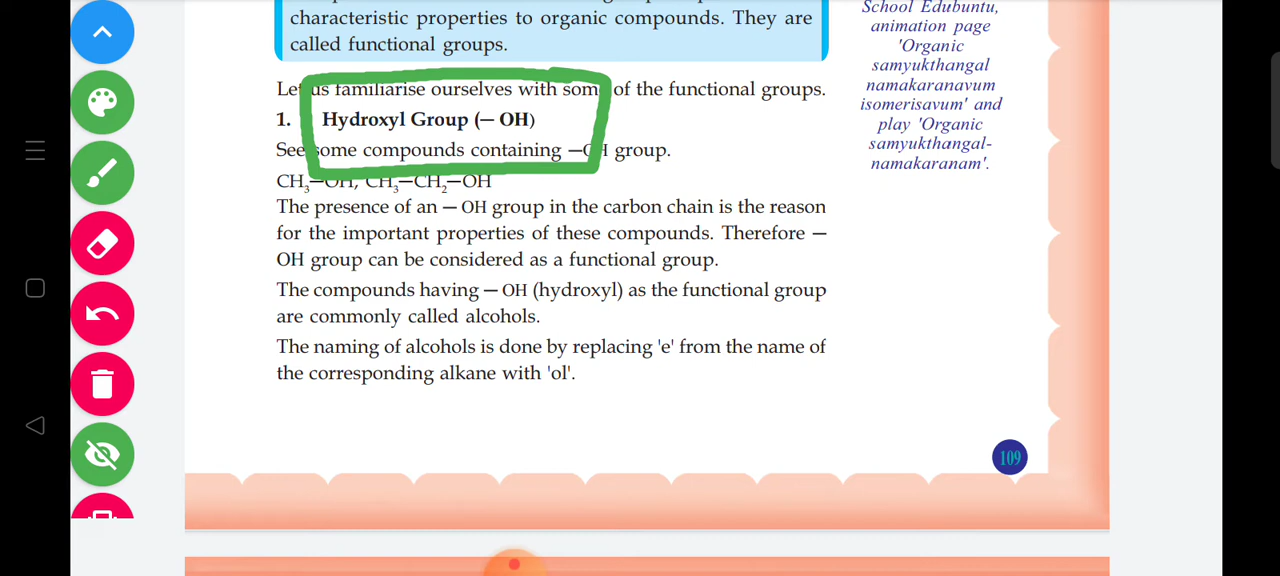 characteristic properties to organic compounds. They are
called functional groups.
Let us familiarise ourselves with some of the functional groups.
1. Hydroxyl Group (— OH)
See some compounds containing —OH group.
CH₃—OH, CH₃—CH₂—OH
The presence of an — OH group in the carbon chain is the reason
for the important properties of these compounds. Therefore —
OH group can be considered as a functional group.
The compounds having — OH (hydroxyl) as the functional group
are commonly called alcohols.
The naming of alcohols is done by replacing 'e' from the name of
the corresponding alkane with 'ol'.
School Edubuntu,
animation page
'Organic
samyukthangal
namakaranavum
isomerisavum' and
play 'Organic
samyukthangal-
namakaranam'.
109